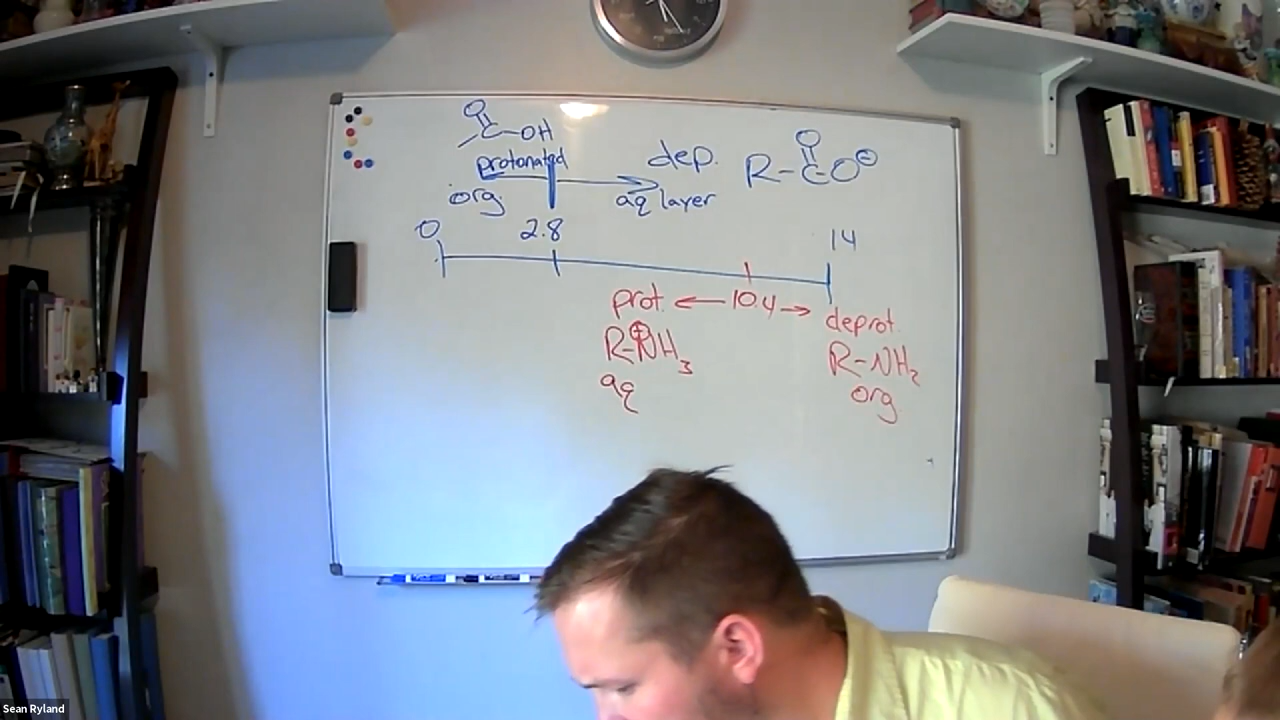 O
C-OH
protonated
org.
dep.
aq layer
O
R-C-O⊖
0
2.8
14
prot. ← 10.4 →
deprot.
R-NH3
⊕
aq
R-NH2
org
Sean Ryland